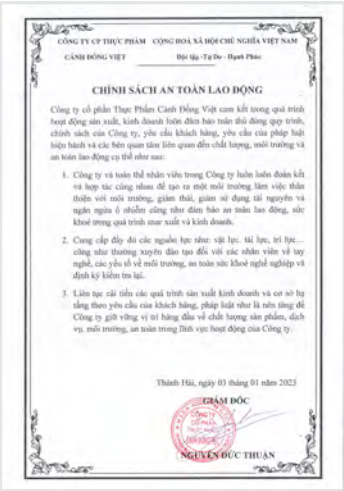 CÔNG TY CP THỰC PHẨM CỘNG HOÀ XÃ HỘI CHỦ NGHĨA VIỆT NAM
CÁNH ĐỒNG VIỆT Độc lập -Tự Do - Hạnh Phúc
CHÍNH SÁCH AN TOÀN LAO ĐỘNG
Công ty cổ phần Thực Phẩm Cánh Đồng Việt cam kết trong quá trình
hoạt động sản xuất, kinh doanh luôn đảm bảo tuân thủ đúng quy trình,
chính sách của Công ty, yêu cầu khách hàng, yêu cầu của pháp luật
hiện hành và các bên quan tâm liên quan đến chất lượng, môi trường và
an toàn lao động cụ thể như sau:
1. Công ty và toàn thể nhân viên trong Công ty luôn luôn đoàn kết
và hợp tác cùng nhau để tạo ra một môi trường làm việc thân
thiện với môi trường, giảm thải, giảm sử dụng tài nguyên và
ngăn ngừa ô nhiễm cũng như đảm bảo an toàn lao động, sức
khoẻ trong quá trình sản xuất và kinh doanh.
2. Cung cấp đầy đủ các nguồn lực như: vật lực, tài lực, trí lực...
cũng như thường xuyên đào tạo đối với các nhân viên về tay
nghề, các yếu tố về môi trường, an toàn sức khoẻ nghề nghiệp và
định kỳ kiểm tra lại.
3. Liên tục cải tiến các quá trình sản xuất kinh doanh và cơ sở hạ
tầng theo yêu cầu của khách hàng, pháp luật như là nền tảng để
Công ty giữ vững vị trí hàng đầu về chất lượng sản phẩm, dịch
vụ, môi trường, an toàn trong lĩnh vực hoạt động của Công ty.
Thành Hải, ngày 03 tháng 01 năm 2023
GIÁM ĐỐC
CÔNG TY
CỔ PHẦN
THỰC PHẨM
NGUYỄN ĐỨC THUẬN